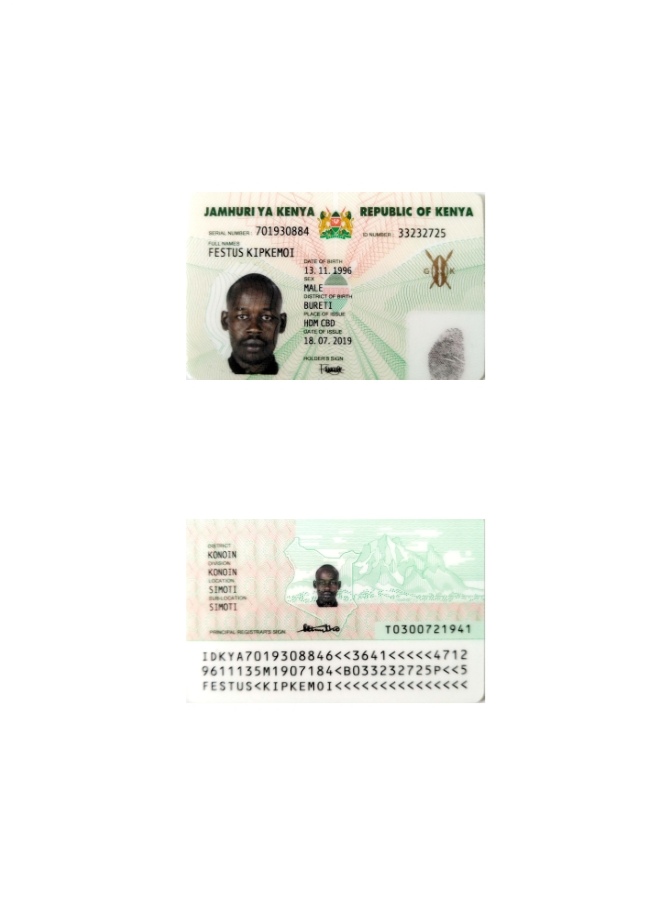 JAMHURI YA KENYA REPUBLIC OF KENYA
SERIAL NUMBER: 701930884 ID NUMBER: 33232725
FULL NAMES
FESTUS KIPKEMOI
DATE OF BIRTH
13.11.1996
SEX
MALE
DISTRICT OF BIRTH
BURETI
PLACE OF ISSUE
HDM CBD
DATE OF ISSUE
18.07.2019
HOLDER'S SIGN.
G K
DISTRICT
KONOIN
DIVISION
KONOIN
LOCATION
SIMOTI
SUB-LOCATION
SIMOTI
PRINCIPAL REGISTRAR'S SIGN.
T0300721941
IDKYA7019308846<<3641<<<<<4712
9611135M1907184<B033232725P<<5
FESTUS<KIPKEMOI<<<<<<<<<<<<<<<